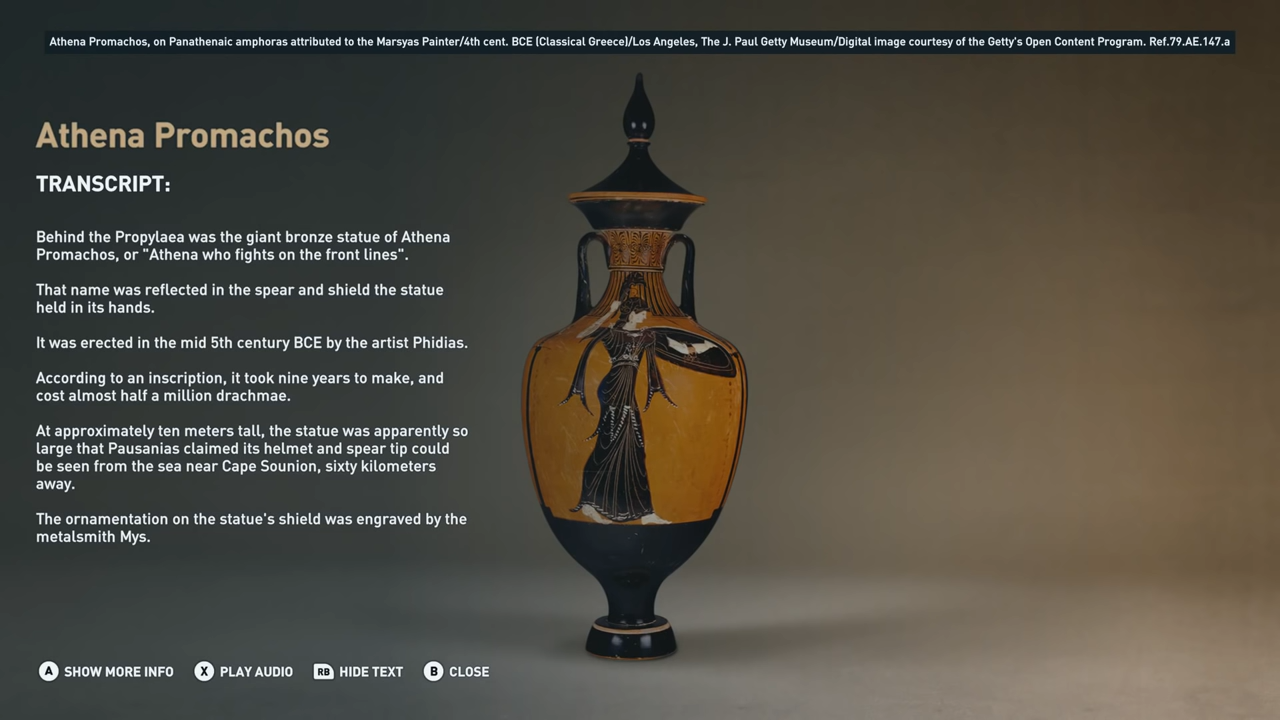 Athena Promachos, on Panathenaic amphoras attributed to the Marsyas Painter/4th cent. BCE (Classical Greece)/Los Angeles, The J. Paul Getty Museum/Digital image courtesy of the Getty's Open Content Program. Ref.79.AE.147.a
Athena Promachos
TRANSCRIPT:
Behind the Propylaea was the giant bronze statue of Athena
Promachos, or "Athena who fights on the front lines".
That name was reflected in the spear and shield the statue
held in its hands.
It was erected in the mid 5th century BCE by the artist Phidias.
According to an inscription, it took nine years to make, and
cost almost half a million drachmae.
At approximately ten meters tall, the statue was apparently so
large that Pausanias claimed its helmet and spear tip could
be seen from the sea near Cape Sounion, sixty kilometers
away.
The ornamentation on the statue's shield was engraved by the
metalsmith Mys.
A SHOW MORE INFO X PLAY AUDIO RB HIDE TEXT B CLOSE